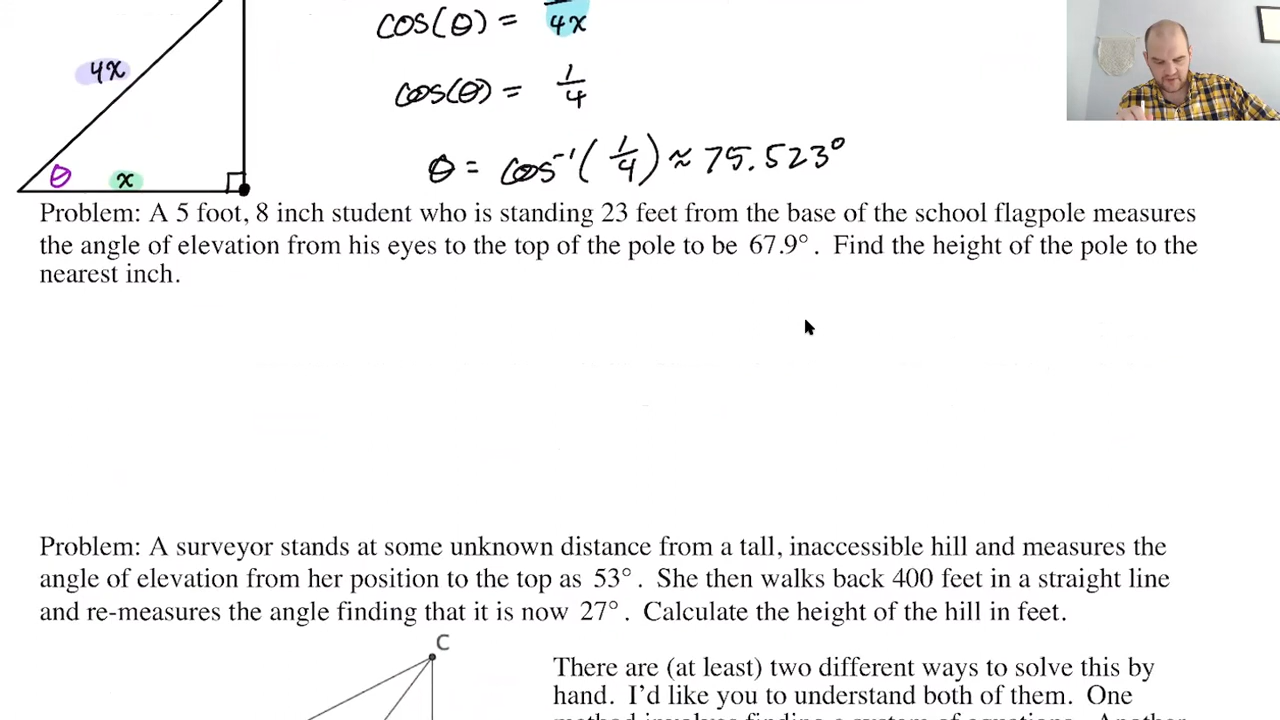 cos(θ) = 4x
4x
cos(θ) = 1/4
θ = cos⁻¹(1/4) ≈ 75.523°
θ x
Problem: A 5 foot, 8 inch student who is standing 23 feet from the base of the school flagpole measures
the angle of elevation from his eyes to the top of the pole to be 67.9°. Find the height of the pole to the
nearest inch.
Problem: A surveyor stands at some unknown distance from a tall, inaccessible hill and measures the
angle of elevation from her position to the top as 53°. She then walks back 400 feet in a straight line
and re-measures the angle finding that it is now 27°. Calculate the height of the hill in feet.
C
There are (at least) two different ways to solve this by
hand. I'd like you to understand both of them. One